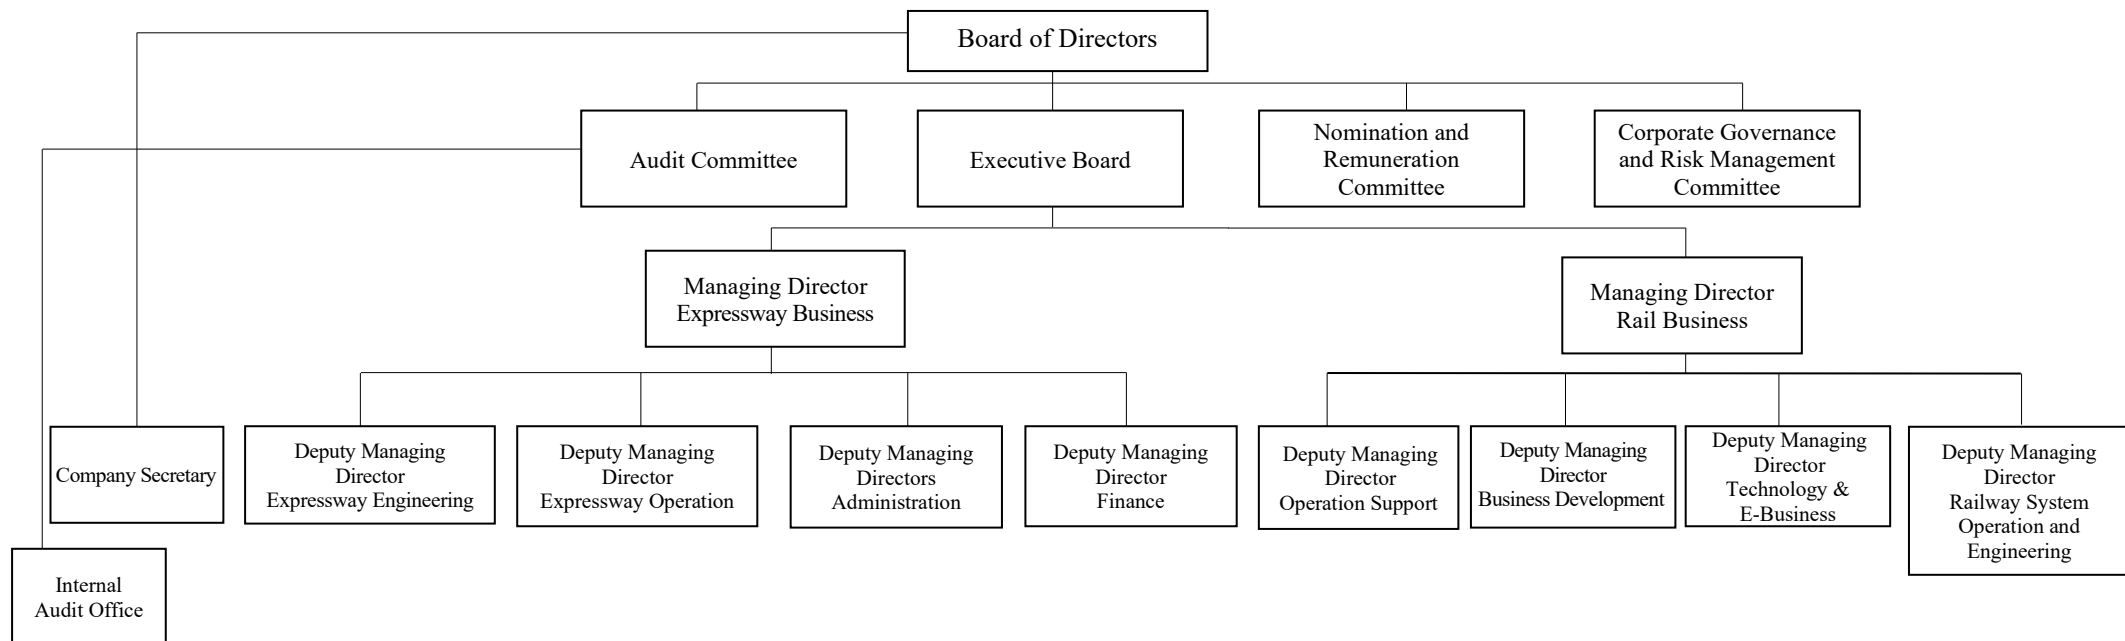 Board of Directors
Audit Committee
Executive Board
Nomination and
Remuneration
Committee
Corporate Governance
and Risk Management
Committee
Managing Director
Expressway Business
Managing Director
Rail Business
Company Secretary
Deputy Managing
Director
Expressway Engineering
Deputy Managing
Director
Expressway Operation
Deputy Managing
Directors
Administration
Deputy Managing
Director
Finance
Deputy Managing
Director
Operation Support
Deputy Managing
Director
Business Development
Deputy Managing
Director
Technology &
E-Business
Deputy Managing
Director
Railway System
Operation and
Engineering
Internal
Audit Office